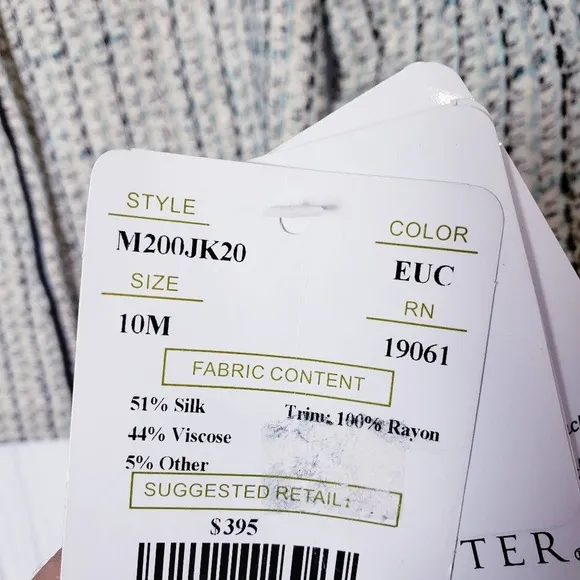 STYLE
M200JK20
COLOR
EUC
SIZE
10M
RN
19061
FABRIC CONTENT
51% Silk
Trim: 100% Rayon
44% Viscose
5% Other
SUGGESTED RETAIL:
$395
TER